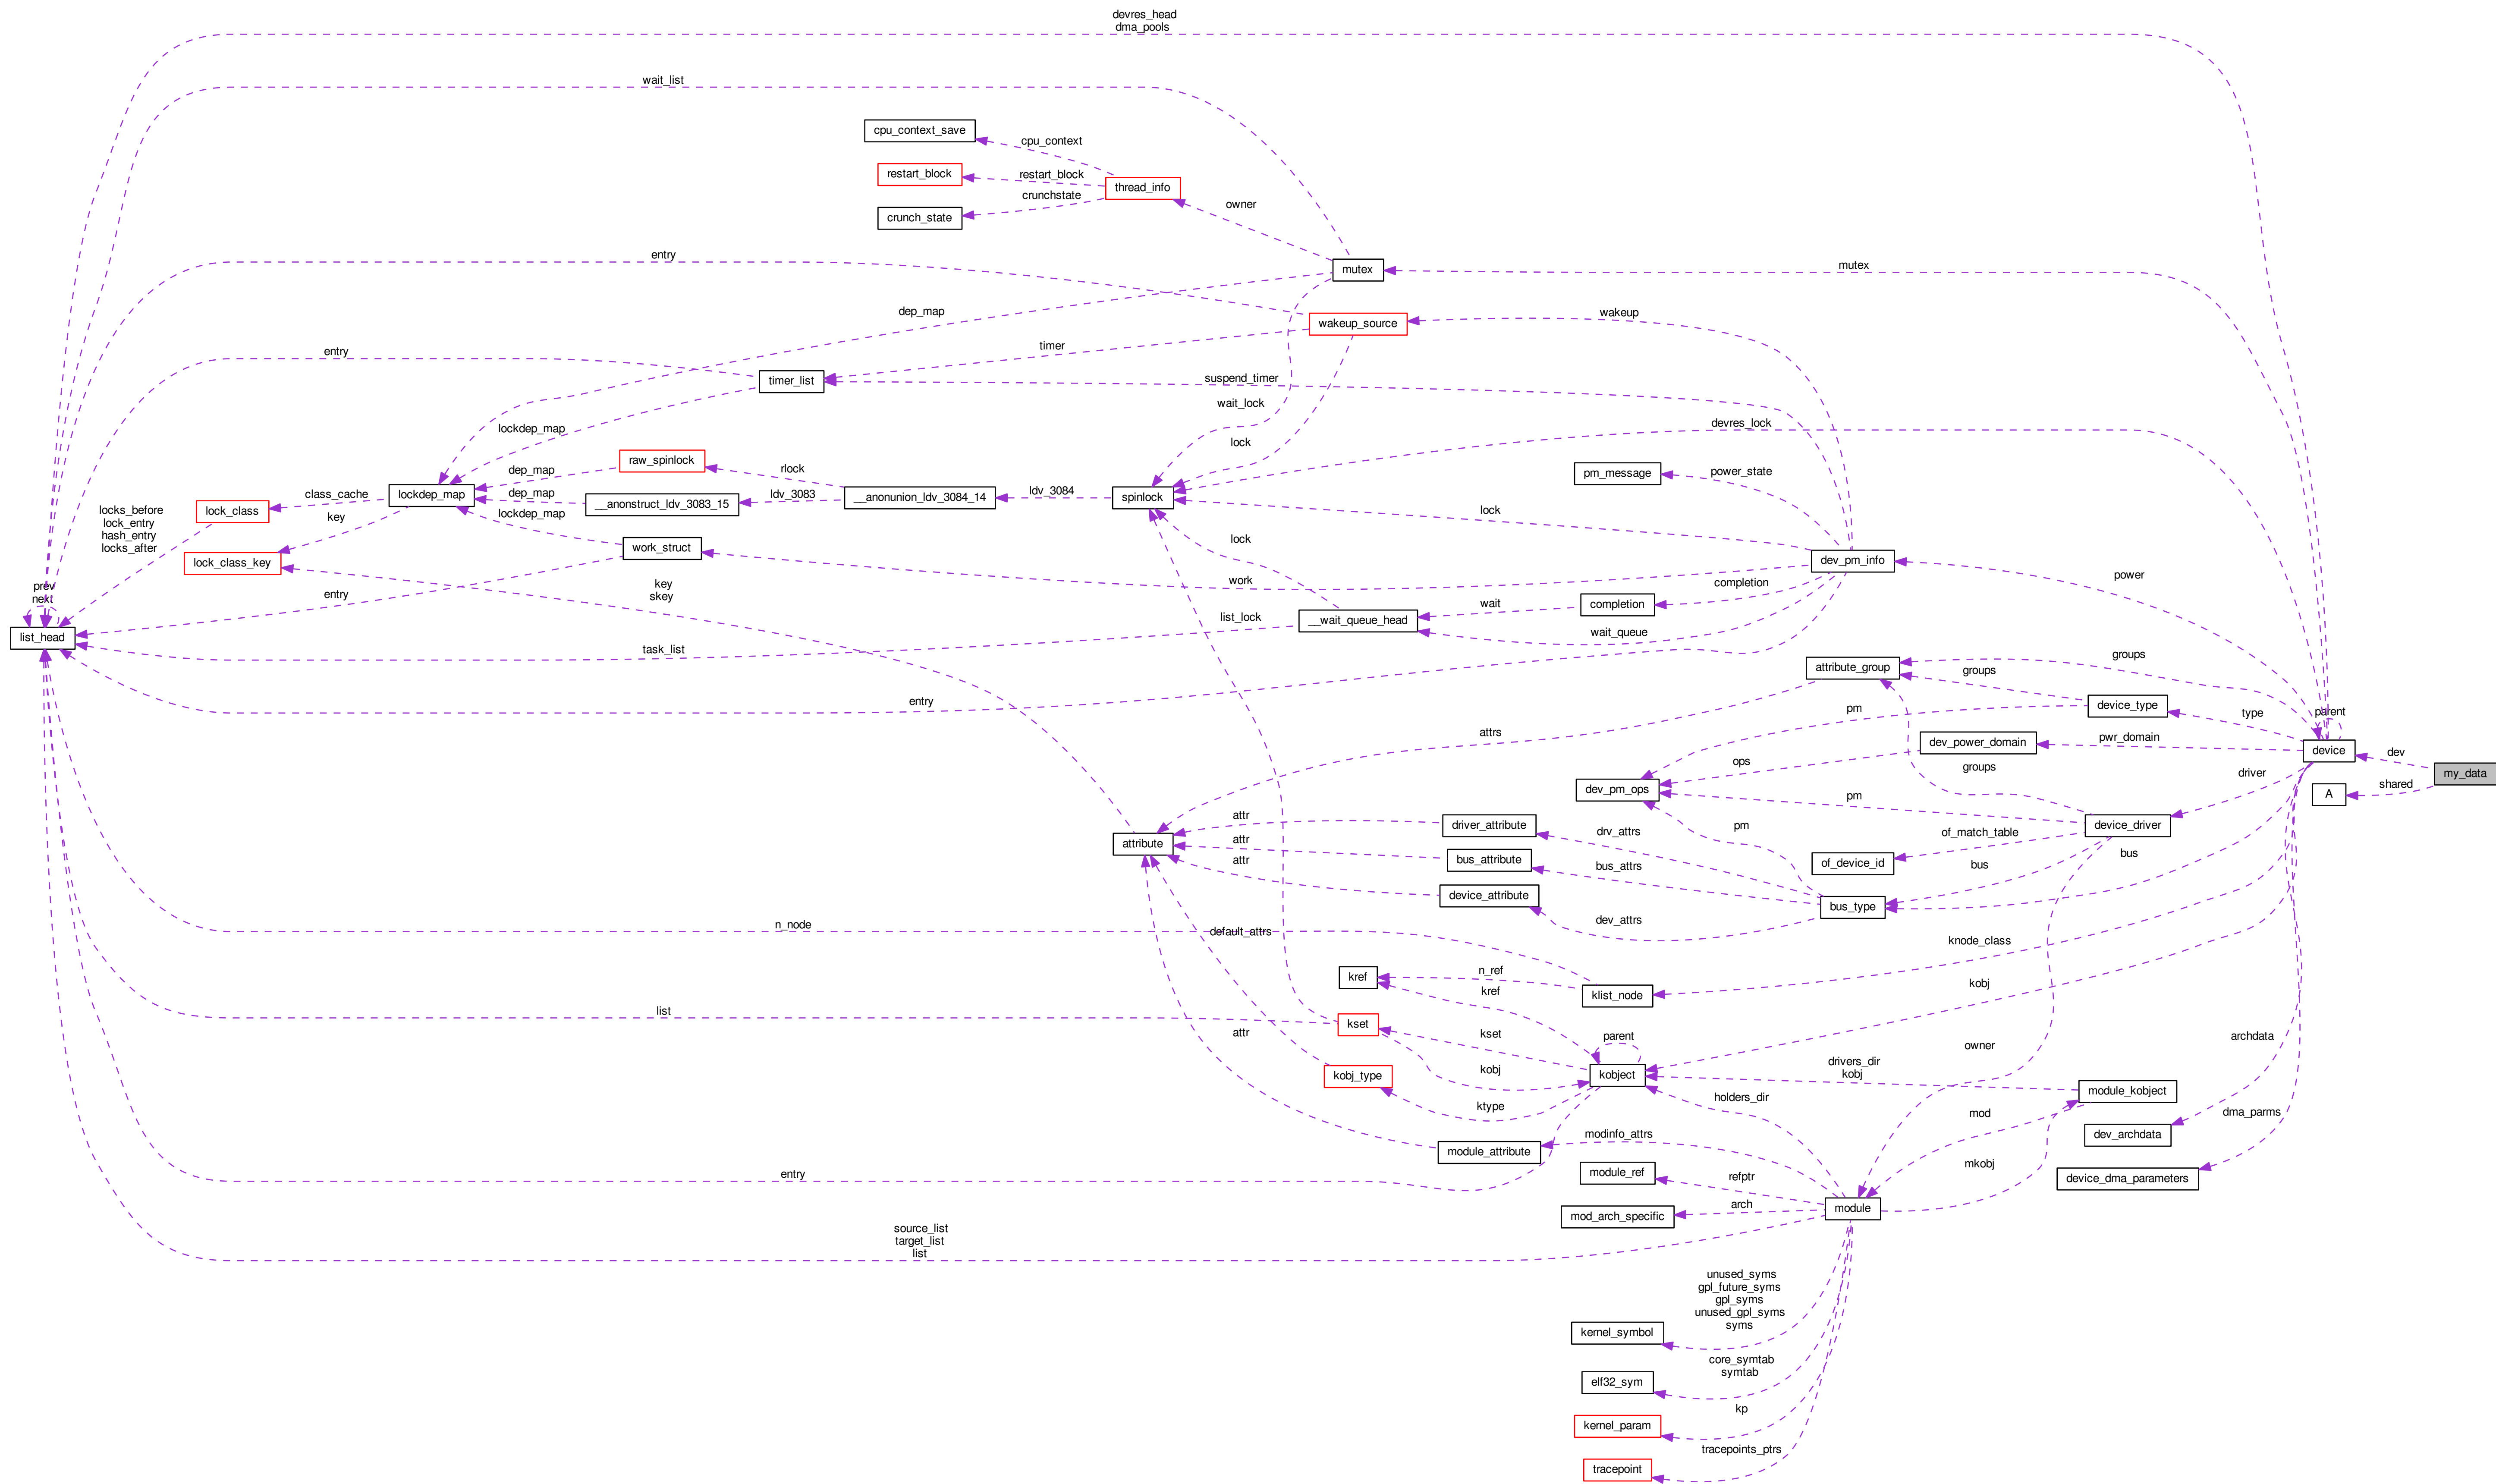 devres_head
dma_pools
wait_list
cpu_context_save
cpu_context
restart_block
restart_block
thread_info
crunchstate
crunch_state
owner
entry
mutex
mutex
dep_map
wakeup_source
wakeup
timer
entry
timer_list
suspend_timer
wait_lock
lockdep_map
devres_lock
lock
raw_spinlock
rlock
dep_map
pm_message
power_state
class_cache
lockdep_map
dep_map
__anonstruct_ldv_3083_15
ldv_3083
__anonunion_ldv_3084_14
ldv_3084
spinlock
lock_class
locks_before
lock_entry
hash_entry
locks_after
key
lockdep_map
lock
lock
work_struct
lock_class_key
dev_pm_info
power
work
completion
prev
next
entry
key
skey
wait
completion
list_lock
__wait_queue_head
wait_queue
list_head
task_list
attribute_group
groups
groups
entry
pm
device_type
type
parent
attrs
dev_power_domain
pwr_domain
device
dev
ops
groups
driver
my_data
shared
dev_pm_ops
A
pm
attr
driver_attribute
drv_attrs
pm
device_driver
of_match_table
attribute
attr
bus_attribute
bus_attrs
of_device_id
bus
bus
attr
device_attribute
dev_attrs
bus_type
n_node
default_attrs
knode_class
kref
n_ref
kref
klist_node
kobj
list
kset
kset
parent
attr
owner
archdata
kobj_type
kobj
kobject
drivers_dir
kobj
module_kobject
ktype
holders_dir
mod
dma_parms
modinfo_attrs
dev_archdata
module_attribute
entry
module_ref
refptr
mkobj
device_dma_parameters
mod_arch_specific
arch
module
source_list
target_list
list
unused_syms
gpl_future_syms
gpl_syms
unused_gpl_syms
syms
kernel_symbol
core_symtab
symtab
elf32_sym
kp
kernel_param
tracepoints_ptrs
tracepoint